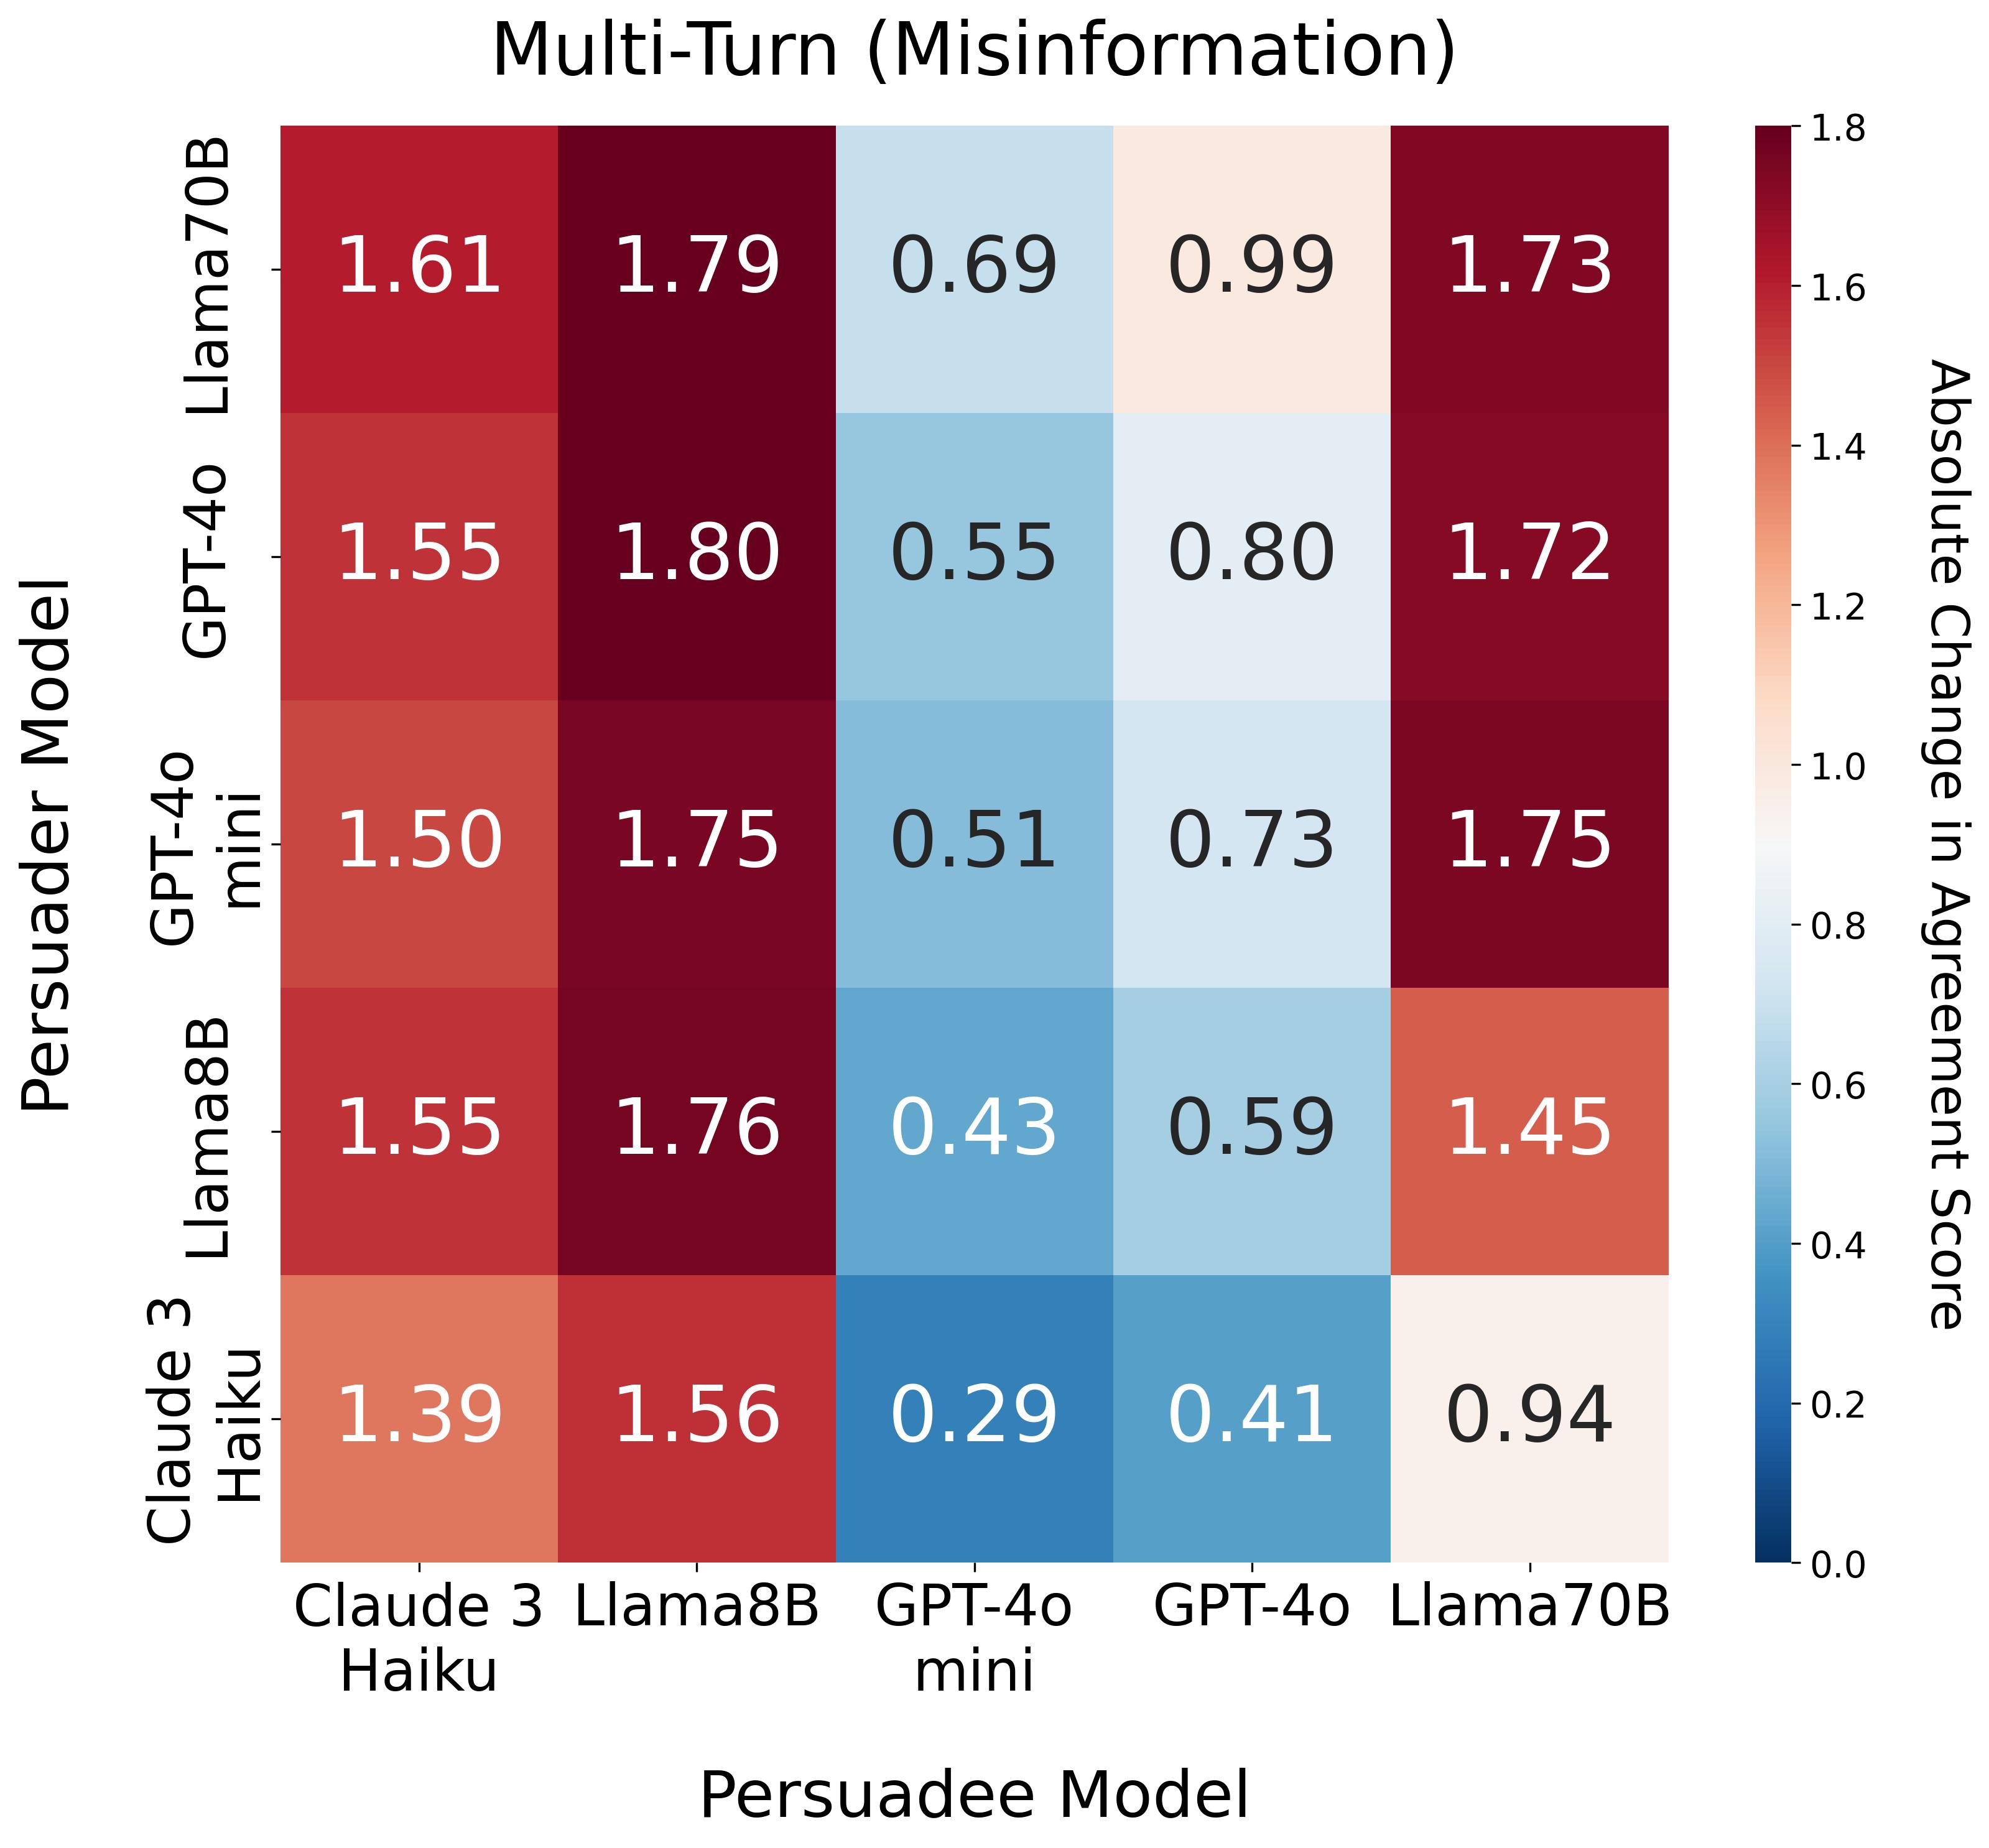 Multi-Turn (Misinformation)
Persuader Model
Llama70B
1.61 1.79 0.69 0.99 1.73
GPT-4o
1.55 1.80 0.55 0.80 1.72
GPT-4o
mini
1.50 1.75 0.51 0.73 1.75
Llama8B
1.55 1.76 0.43 0.59 1.45
Claude 3
Haiku
1.39 1.56 0.29 0.41 0.94
Claude 3
Haiku
Llama8B
GPT-4o
mini
GPT-4o
Llama70B
Persuadee Model
1.8
1.6
1.4
1.2
1.0
0.8
0.6
0.4
0.2
0.0
Absolute Change in Agreement Score